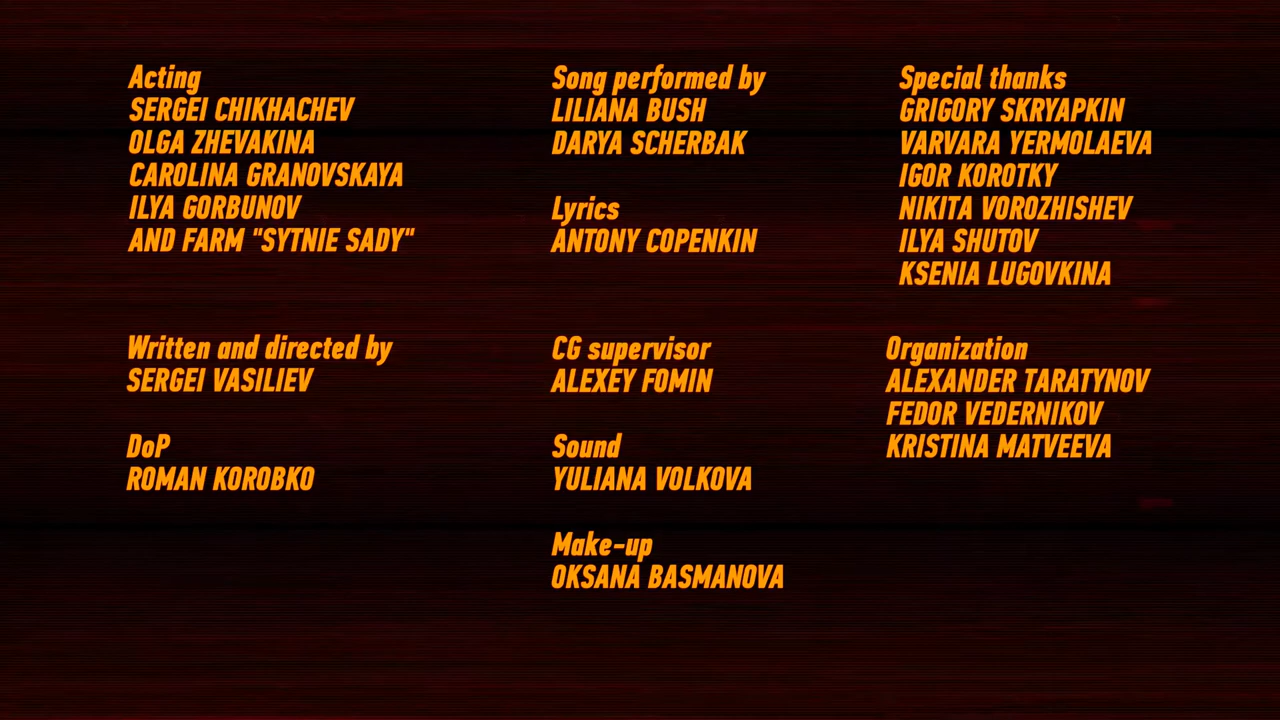 Acting
SERGEI CHIKHACHEV
OLGA ZHEVAKINA
CAROLINA GRANOVSKAYA
ILYA GORBUNOV
AND FARM "SYTNIE SADY"
Written and directed by
SERGEI VASILIEV
DoP
ROMAN KOROBKO
Song performed by
LILIANA BUSH
DARYA SCHERBAK
Lyrics
ANTONY COPENKIN
CG supervisor
ALEXEY FOMIN
Sound
YULIANA VOLKOVA
Make-up
OKSANA BASMANOVA
Special thanks
GRIGORY SKRYAPKIN
VARVARA YERMOLAEVA
IGOR KOROTKY
NIKITA VOROZHISHEV
ILYA SHUTOV
KSENIA LUGOVKINA
Organization
ALEXANDER TARATYNOV
FEDOR VEDERNIKOV
KRISTINA MATVEEVA